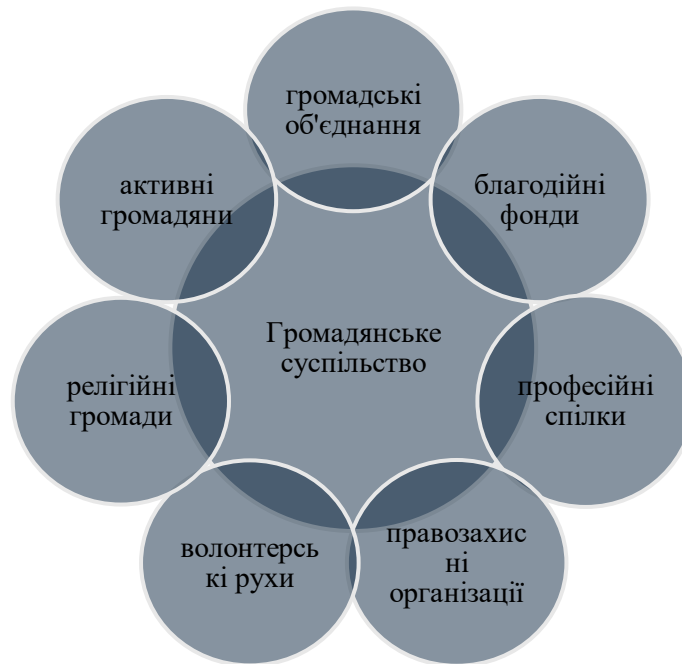 громадські
об'єднання
благодійні
фонди
професійні
спілки
правозахис
ні
організації
волонтерсь
кі рухи
релігійні
громади
активні
громадяни
Громадянське
суспільство